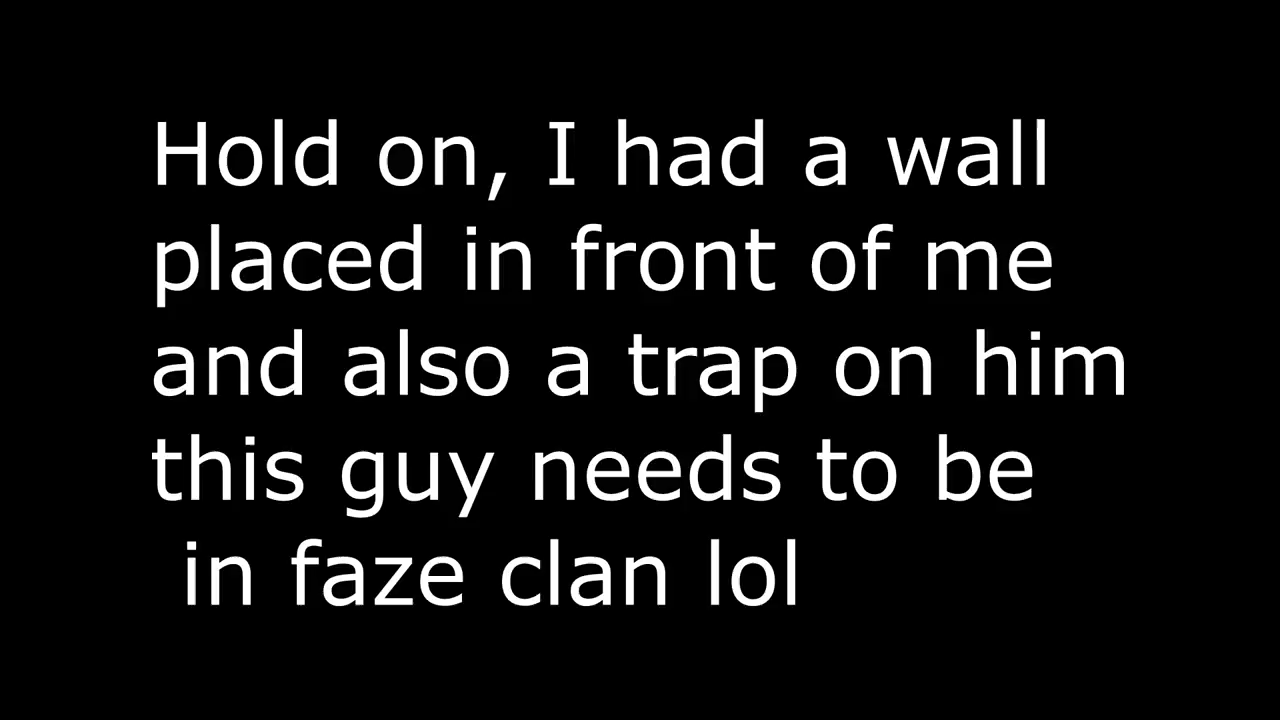 Hold on, I had a wall
placed in front of me
and also a trap on him
this guy needs to be
in faze clan lol